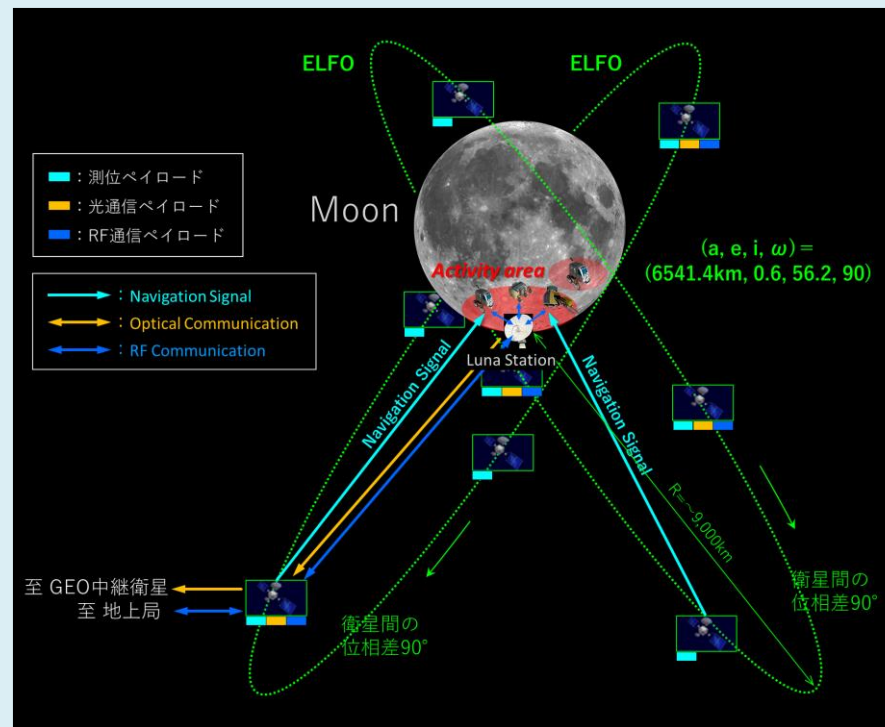 ELFO
ELFO
：測位ペイロード
：光通信ペイロード
：RF通信ペイロード
Moon
(a, e, i, ω)＝
(6541.4km, 0.6, 56.2, 90)
Activity area
：Navigation Signal
：Optical Communication
：RF Communication
Luna Station
Navigation Signal
Navigation Signal
R=～9,000km
至 GEO中継衛星
至 地上局
衛星間の
位相差90°
衛星間の
位相差90°